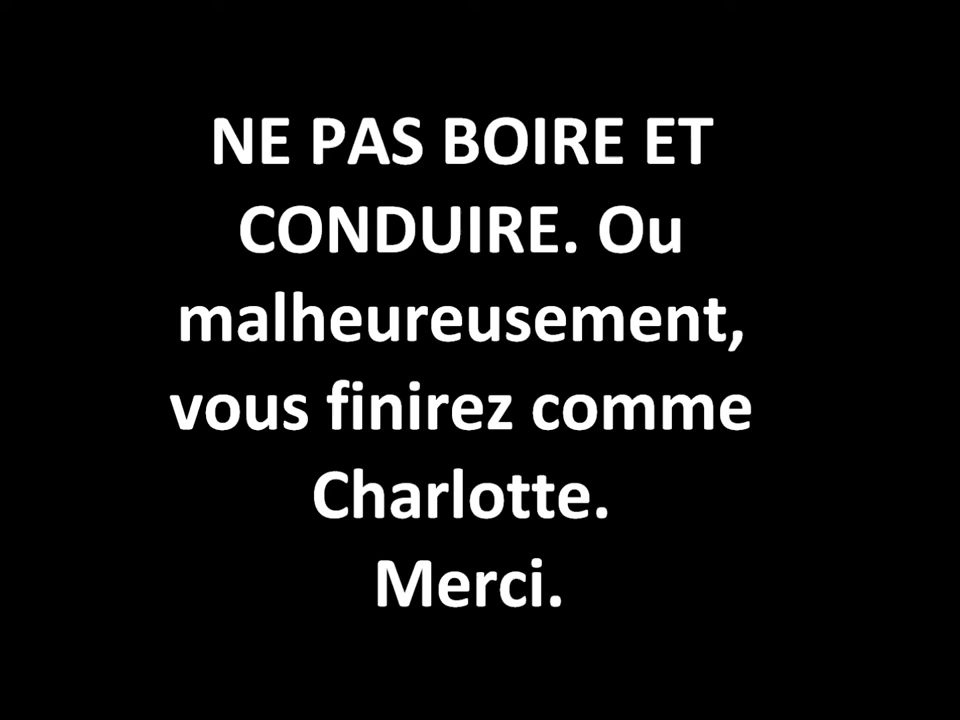 NE PAS BOIRE ET
CONDUIRE. Ou
malheureusement,
vous finirez comme
Charlotte.
Merci.